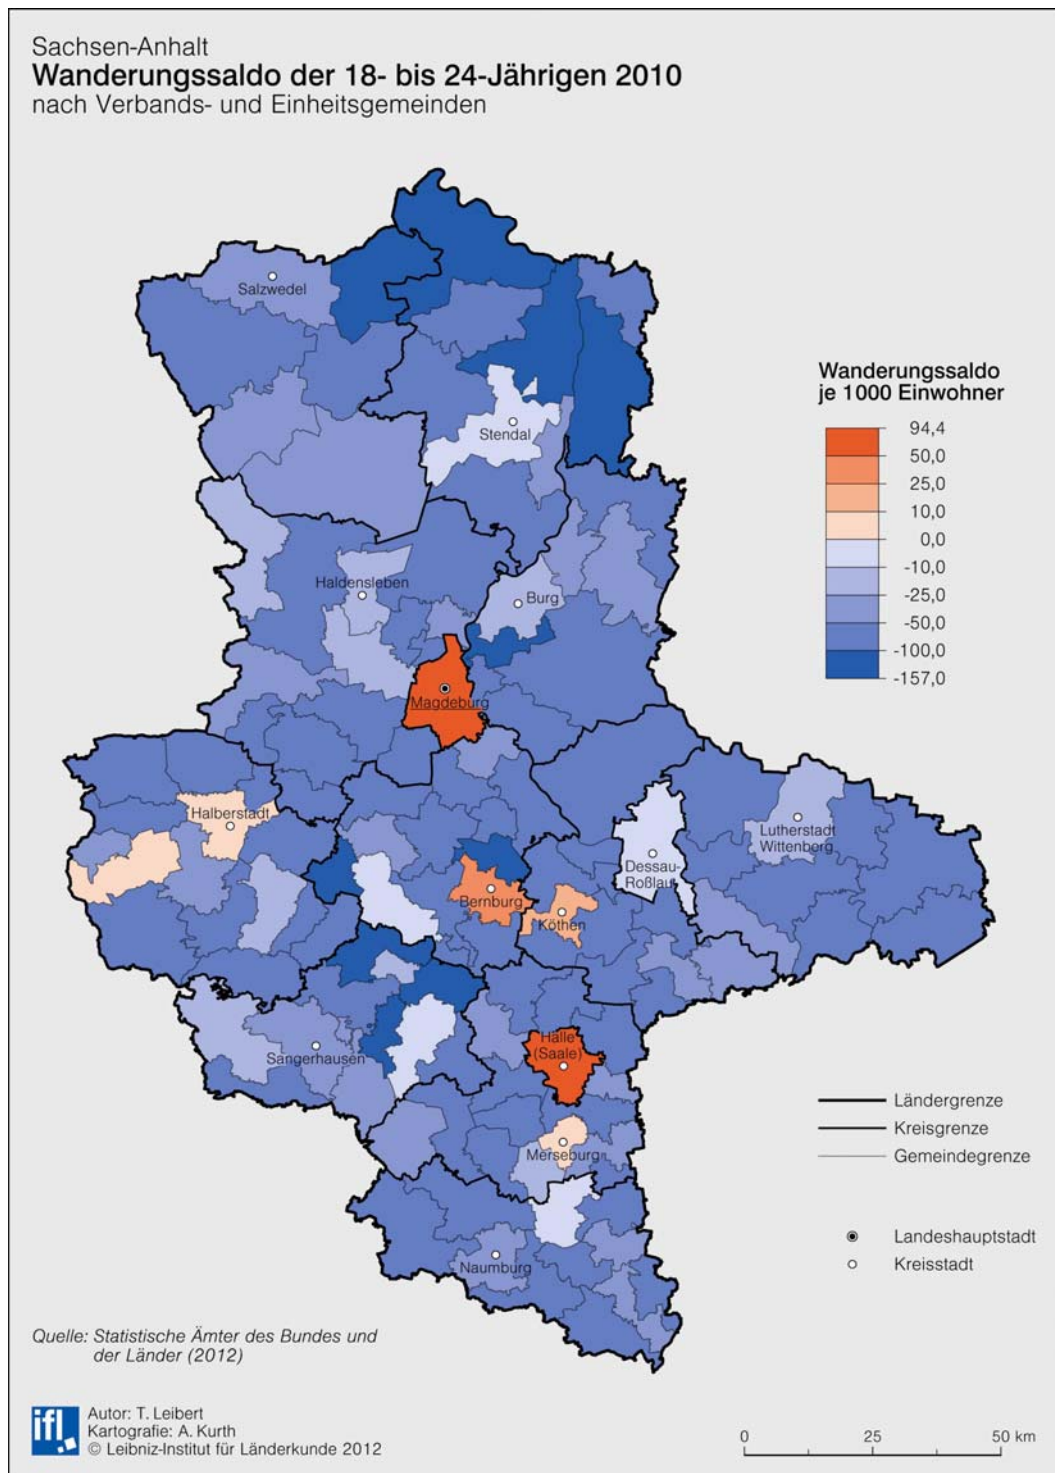 Sachsen-Anhalt
Wanderungssaldo der 18- bis 24-Jährigen 2010
nach Verbands- und Einheitsgemeinden
Salzwedel
Stendal
Wanderungssaldo
je 1000 Einwohner
94,4
50,0
25,0
10,0
0,0
-10,0
-25,0
-50,0
-100,0
-157,0
Haldensleben
Burg
Magdeburg
Halberstadt
Lutherstadt
Wittenberg
Dessau-
Roßlau
Bernburg
Köthen
Sangerhausen
Halle
(Saale)
Merseburg
Naumburg
Ländergrenze
Kreisgrenze
Gemeindegrenze
Landeshauptstadt
Kreisstadt
Quelle: Statistische Ämter des Bundes und
der Länder (2012)
ifl
Autor: T. Leibert
Kartografie: A. Kurth
© Leibniz-Institut für Länderkunde 2012
0 25 50 km